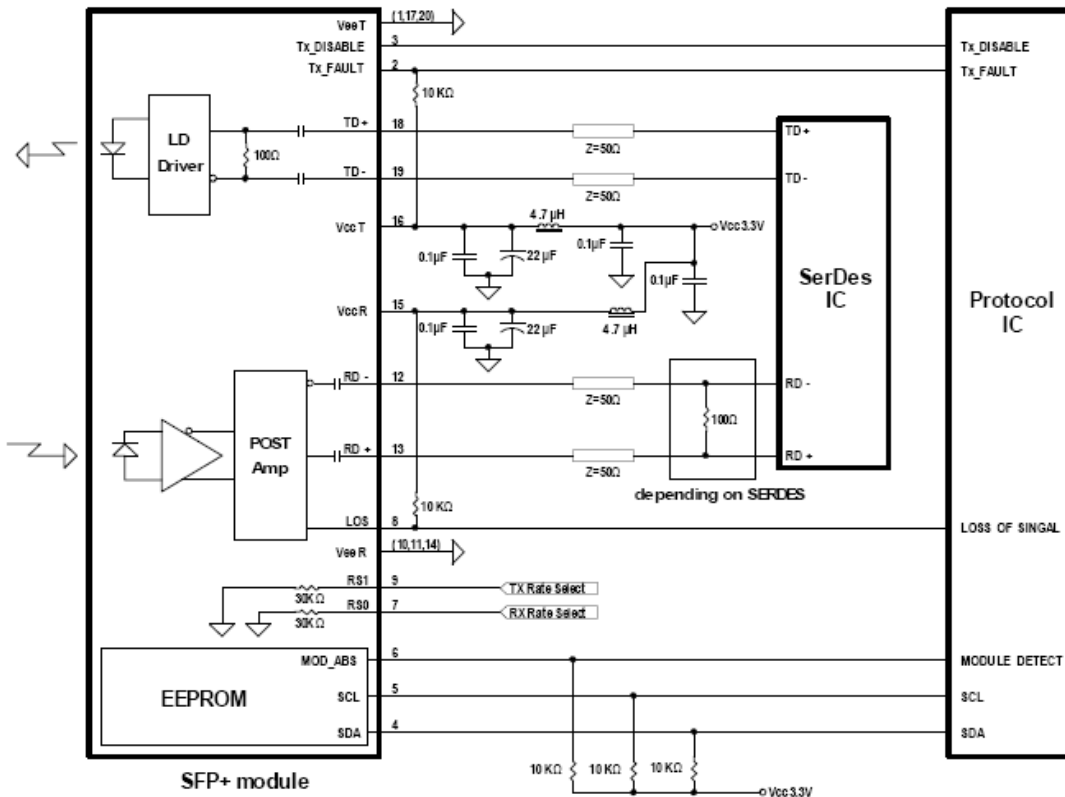 VeeT
(1,17,20)
Tx_DISABLE
3
Tx_DISABLE
Tx_FAULT
2
Tx_FAULT
10 KΩ
LD
Driver
100Ω
TD+
18
Z=50Ω
TD+
TD-
19
Z=50Ω
TD-
VccT
16
4.7 µH
Vcc3.3V
0.1µF
22µF
0.1µF
0.1µF
SerDes
IC
Protocol
IC
VccR
15
0.1µF
22 µF
4.7 µH
RD -
12
Z=50Ω
RD -
100Ω
POST
Amp
RD +
13
Z=50Ω
RD +
depending on SERDES
10 KΩ
LOS
8
LOSS OF SINGAL
VeeR
(10,11,14)
RS1
9
TX Rate Select
30KΩ
RS0
7
RX Rate Select
30KΩ
MOD_ABS
6
MODULE DETECT
EEPROM
SCL
5
SCL
SDA
4
SDA
10 KΩ
10 KΩ
10 KΩ
Vcc3.3V
SFP+ module